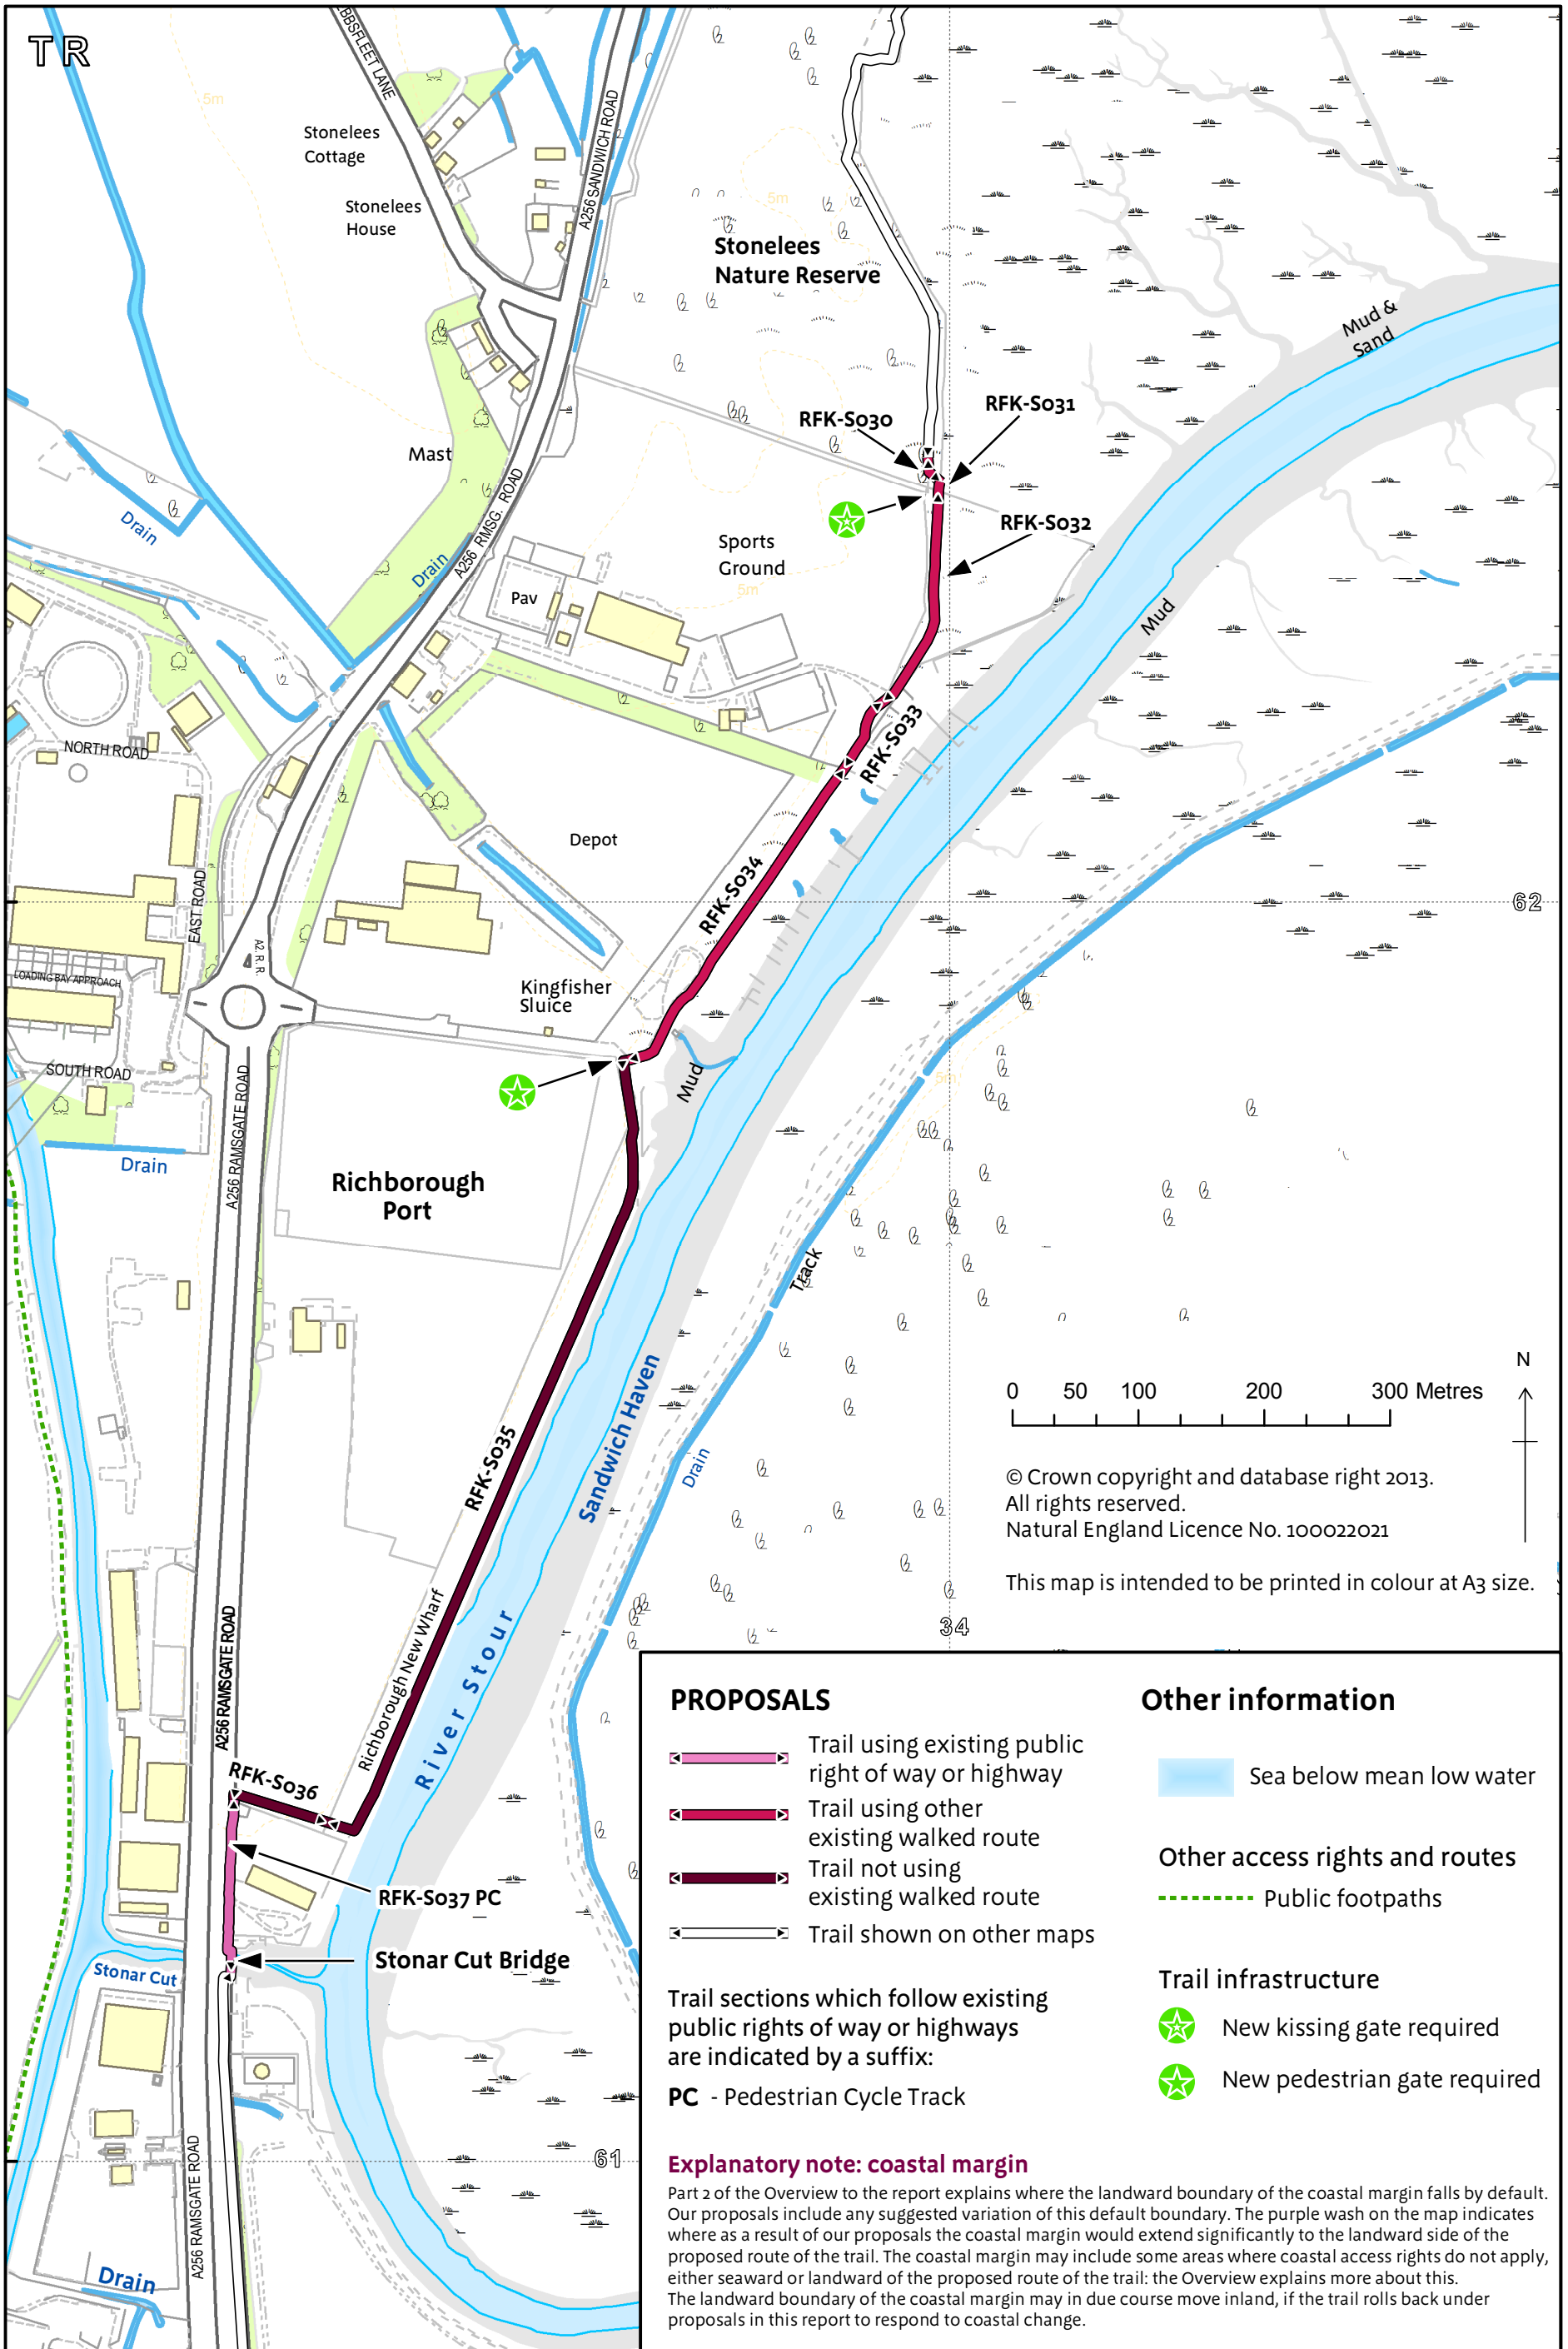 TR
EBBSFLEET LANE
5m
Stonelees
Cottage
Stonelees
House
A256 SANDWICH ROAD
5m
Stonelees
Nature Reserve
Mud &
Sand
RFK-S030
RFK-S031
Mast
Drain
Drain
A256 RMSG. ROAD
RFK-S032
Sports
Ground
5m
Pav
Mud
NORTH ROAD
RFK-S033
Depot
RFK-S034
EAST ROAD
A2. R.R.
62
LOADING BAY APPROACH
Kingfisher
Sluice
SOUTH ROAD
Mud
5m
A256 RAMSGATE ROAD
Drain
Richborough
Port
Track
N
0 50 100 200 300 Metres
Sandwich Haven
RFK-S035
Drain
© Crown copyright and database right 2013.
All rights reserved.
Natural England Licence No. 100022021
This map is intended to be printed in colour at A3 size.
34
A256 RAMSGATE ROAD
Richborough New Wharf
River Stour
RFK-S036
RFK-S037 PC
Stonar Cut Bridge
Stonar Cut
61
A256 RAMSGATE ROAD
Drain
PROPOSALS
Trail using existing public
right of way or highway
Trail using other
existing walked route
Trail not using
existing walked route
Trail shown on other maps
Trail sections which follow existing
public rights of way or highways
are indicated by a suffix:
PC - Pedestrian Cycle Track
Other information
Sea below mean low water
Other access rights and routes
Public footpaths
Trail infrastructure
New kissing gate required
New pedestrian gate required
Explanatory note: coastal margin
Part 2 of the Overview to the report explains where the landward boundary of the coastal margin falls by default.
Our proposals include any suggested variation of this default boundary. The purple wash on the map indicates
where as a result of our proposals the coastal margin would extend significantly to the landward side of the
proposed route of the trail. The coastal margin may include some areas where coastal access rights do not apply,
either seaward or landward of the proposed route of the trail: the Overview explains more about this.
The landward boundary of the coastal margin may in due course move inland, if the trail rolls back under
proposals in this report to respond to coastal change.